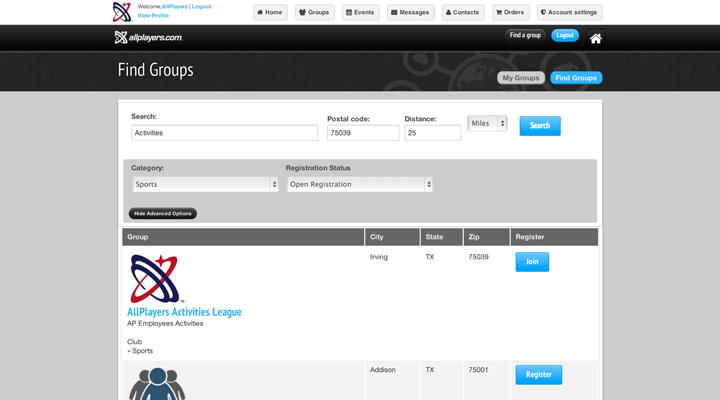 Welcome,AllPlayers | Logout
View Profile
Home
Groups
Events
Messages
Contacts
Orders
Account settings
allplayers.com
Find a group
Logout
Find Groups
My Groups
Find Groups
Search:
Postal code:
Distance:
Activities
75039
25
Miles
Search
Category:
Registration Status
Sports
Open Registration
Hide Advanced Options
Group
City
State
Zip
Register
Irving
TX
75039
Join
AllPlayers Activities League
AP Employees Activities
Club
» Sports
Addison
TX
75001
Register